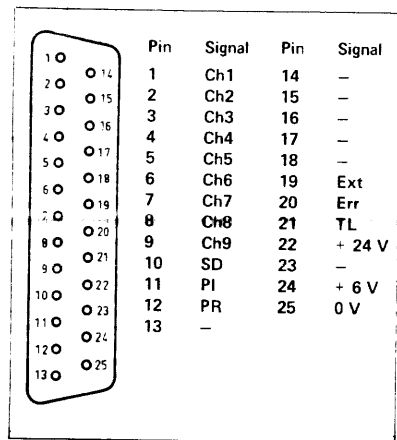 1
2
3
4
5
6
8
9
10
11
12
13
14
15
16
17
18
19
20
21
22
23
24
25
Pin Signal Pin Signal
1 Ch1 14 –
2 Ch2 15 –
3 Ch3 16 –
4 Ch4 17 –
5 Ch5 18 –
6 Ch6 19 Ext
7 Ch7 20 Err
8 Ch8 21 TL
9 Ch9 22 + 24 V
10 SD 23 –
11 PI 24 + 6 V
12 PR 25 0 V
13 –